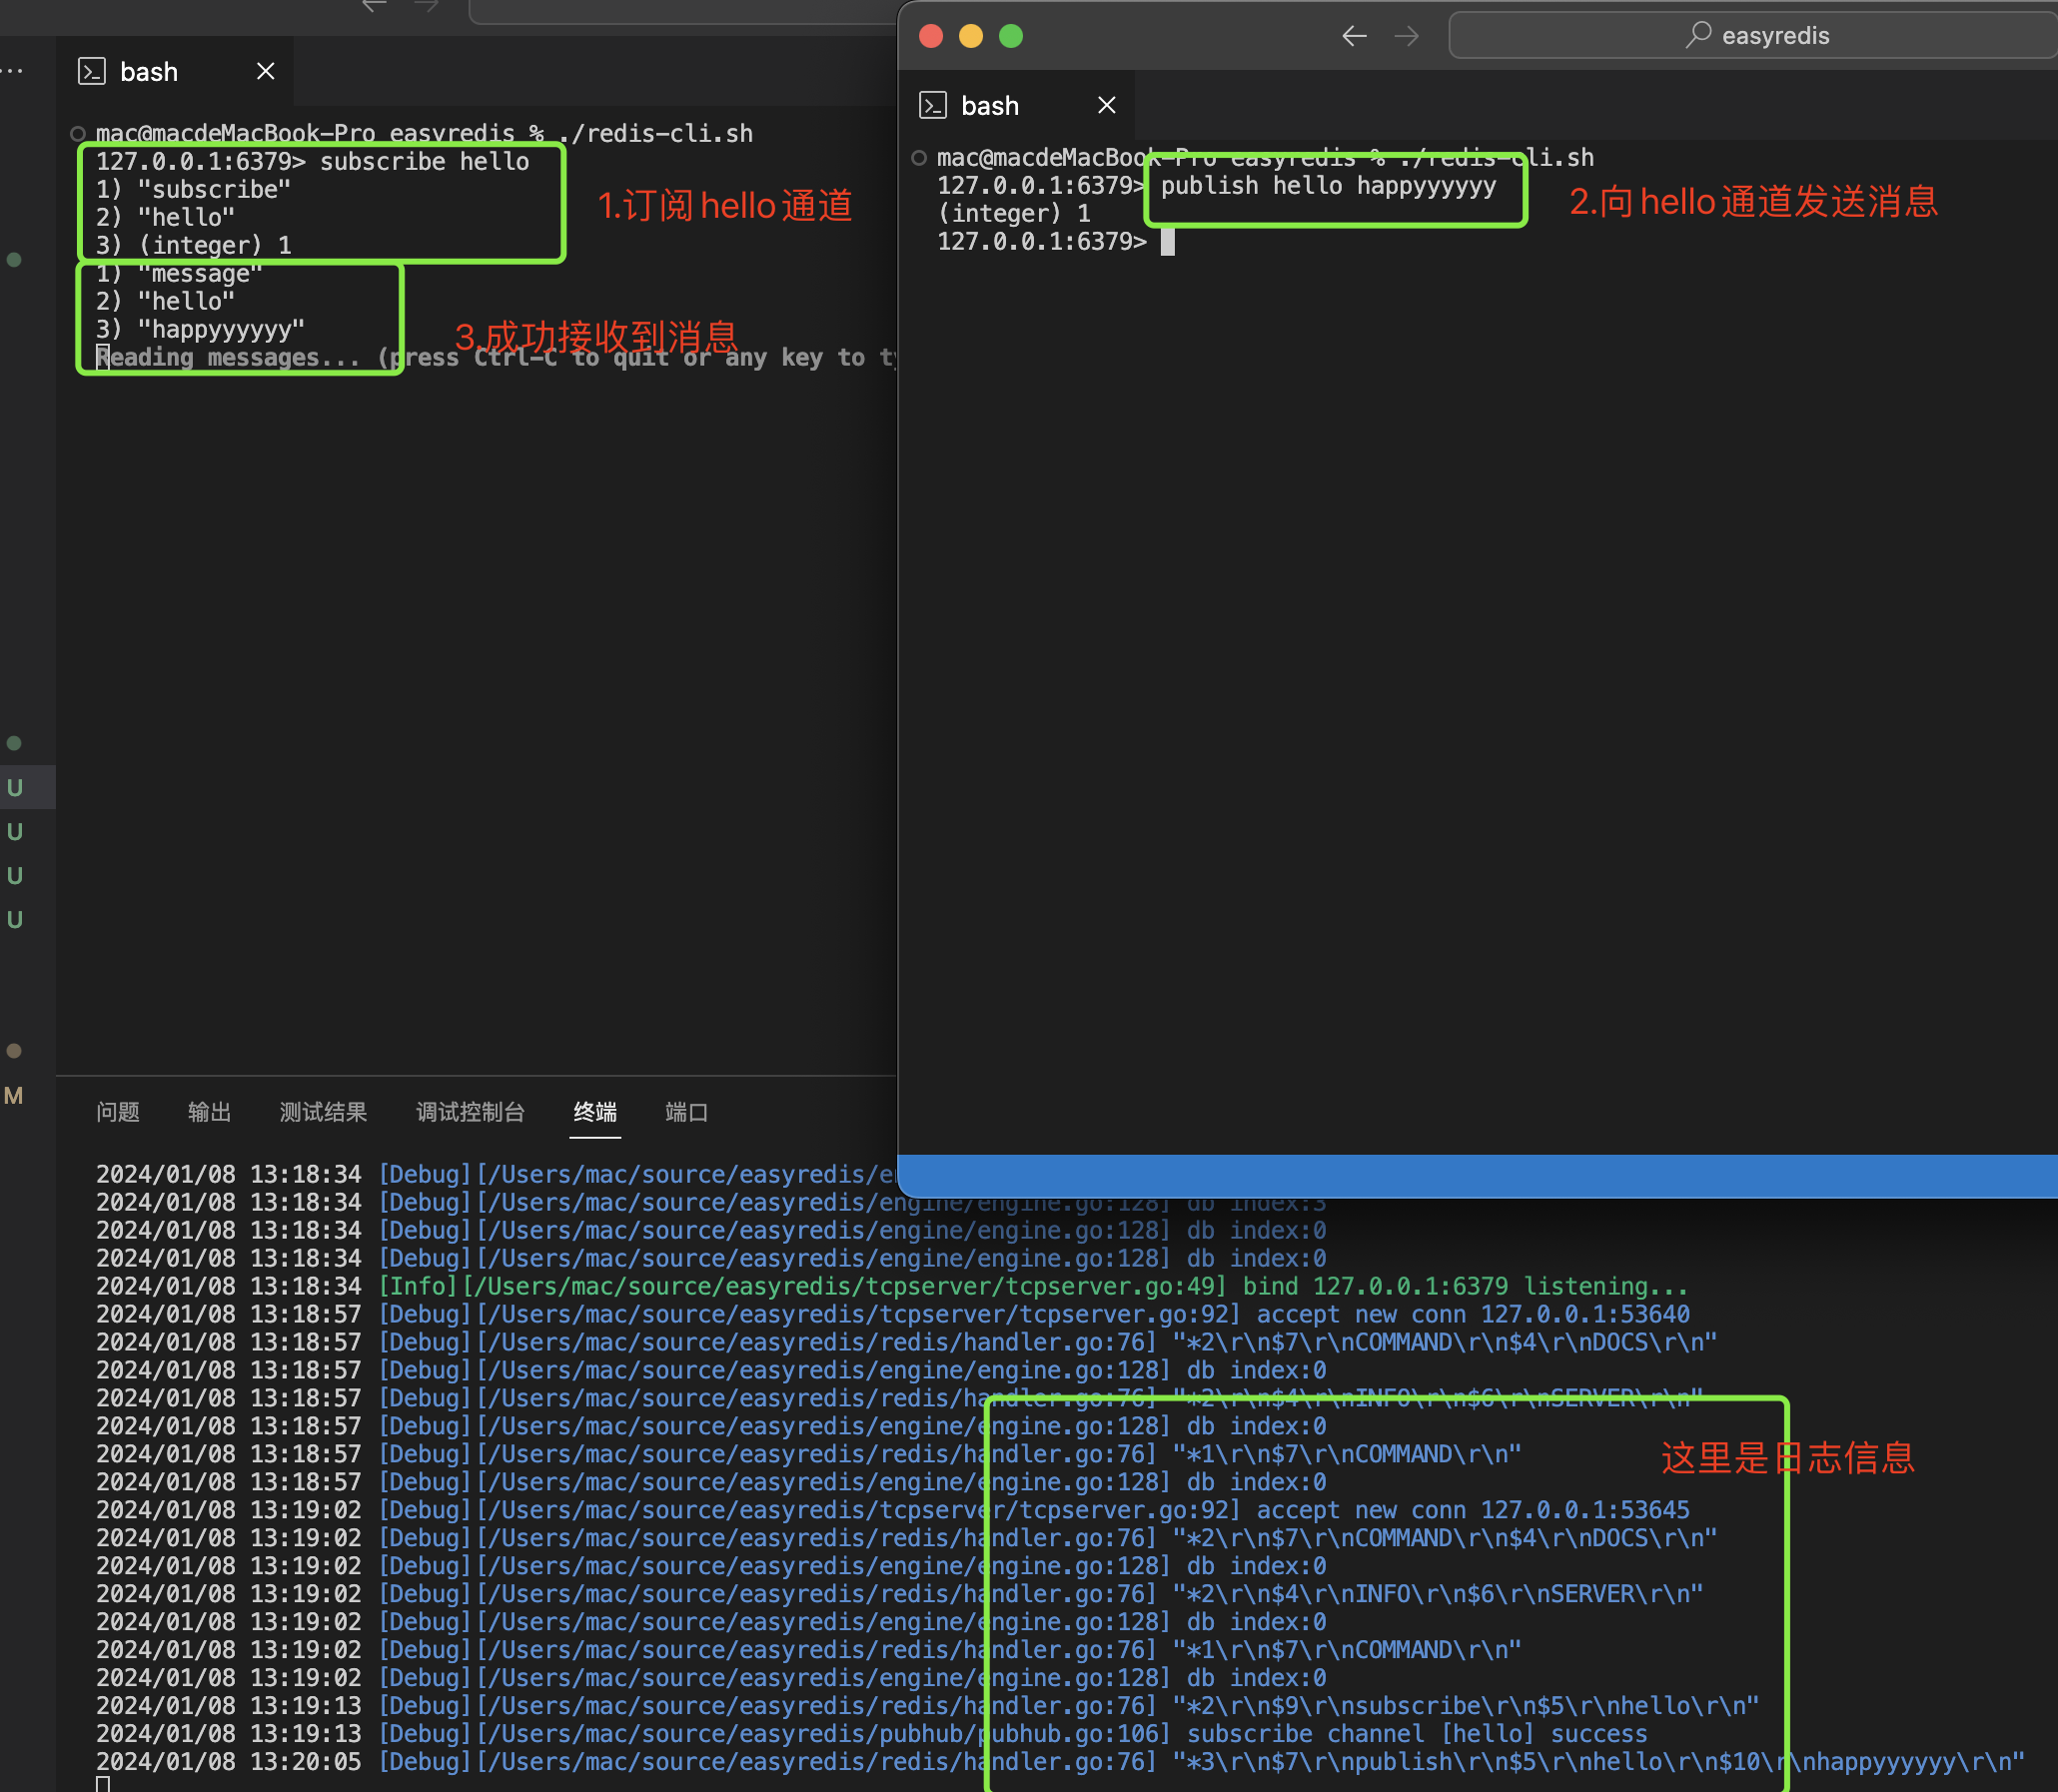 bash
mac@macdeMacBook-Pro easyredis % ./redis-cli.sh
127.0.0.1:6379> subscribe hello
1) "subscribe"
2) "hello"
3) (integer) 1
1) "message"
2) "hello"
3) "happyyyyyy"
Reading messages... (press Ctrl-C to quit or any key to
1.订阅hello通道
3.成功接收到消息
easyredis
bash
mac@macdeMacBook-Pro easyredis % ./redis-cli.sh
127.0.0.1:6379> publish hello happyyyyyy
(integer) 1
127.0.0.1:6379>
2.向hello通道发送消息
U
U
U
U
M
问题 输出 测试结果 调试控制台 终端 端口
2024/01/08 13:18:34 [Debug][/Users/mac/source/easyredis/
2024/01/08 13:18:34 [Debug][/Users/mac/source/easyredis/engine/engine.go:128] db index:3
2024/01/08 13:18:34 [Debug][/Users/mac/source/easyredis/engine/engine.go:128] db index:0
2024/01/08 13:18:34 [Debug][/Users/mac/source/easyredis/engine/engine.go:128] db index:0
2024/01/08 13:18:34 [Info][/Users/mac/source/easyredis/tcpserver/tcpserver.go:49] bind 127.0.0.1:6379 listening...
2024/01/08 13:18:57 [Debug][/Users/mac/source/easyredis/tcpserver/tcpserver.go:92] accept new conn 127.0.0.1:53640
2024/01/08 13:18:57 [Debug][/Users/mac/source/easyredis/redis/handler.go:76] "*2\r\n$7\r\nCOMMAND\r\n$4\r\nDOCS\r\n"
2024/01/08 13:18:57 [Debug][/Users/mac/source/easyredis/engine/engine.go:128] db index:0
2024/01/08 13:18:57 [Debug][/Users/mac/source/easyredis/redis/handler.go:76] "*2\r\n$4\r\nINFO\r\n$6\r\nSERVER\r\n"
2024/01/08 13:18:57 [Debug][/Users/mac/source/easyredis/engine/engine.go:128] db index:0
2024/01/08 13:18:57 [Debug][/Users/mac/source/easyredis/redis/handler.go:76] "*1\r\n$7\r\nCOMMAND\r\n"
2024/01/08 13:18:57 [Debug][/Users/mac/source/easyredis/engine/engine.go:128] db index:0
2024/01/08 13:19:02 [Debug][/Users/mac/source/easyredis/tcpserver/tcpserver.go:92] accept new conn 127.0.0.1:53645
2024/01/08 13:19:02 [Debug][/Users/mac/source/easyredis/redis/handler.go:76] "*2\r\n$7\r\nCOMMAND\r\n$4\r\nDOCS\r\n"
2024/01/08 13:19:02 [Debug][/Users/mac/source/easyredis/engine/engine.go:128] db index:0
2024/01/08 13:19:02 [Debug][/Users/mac/source/easyredis/redis/handler.go:76] "*2\r\n$4\r\nINFO\r\n$6\r\nSERVER\r\n"
2024/01/08 13:19:02 [Debug][/Users/mac/source/easyredis/engine/engine.go:128] db index:0
2024/01/08 13:19:02 [Debug][/Users/mac/source/easyredis/redis/handler.go:76] "*1\r\n$7\r\nCOMMAND\r\n"
2024/01/08 13:19:02 [Debug][/Users/mac/source/easyredis/engine/engine.go:128] db index:0
2024/01/08 13:19:13 [Debug][/Users/mac/source/easyredis/redis/handler.go:76] "*2\r\n$9\r\nsubscribe\r\n$5\r\nhello\r\n"
2024/01/08 13:19:13 [Debug][/Users/mac/source/easyredis/pubhub/pubhub.go:106] subscribe channel [hello] success
2024/01/08 13:20:05 [Debug][/Users/mac/source/easyredis/redis/handler.go:76] "*3\r\n$7\r\npublish\r\n$5\r\nhello\r\n$10\r\nhappyyyyyy\r\n"
这里是日志信息